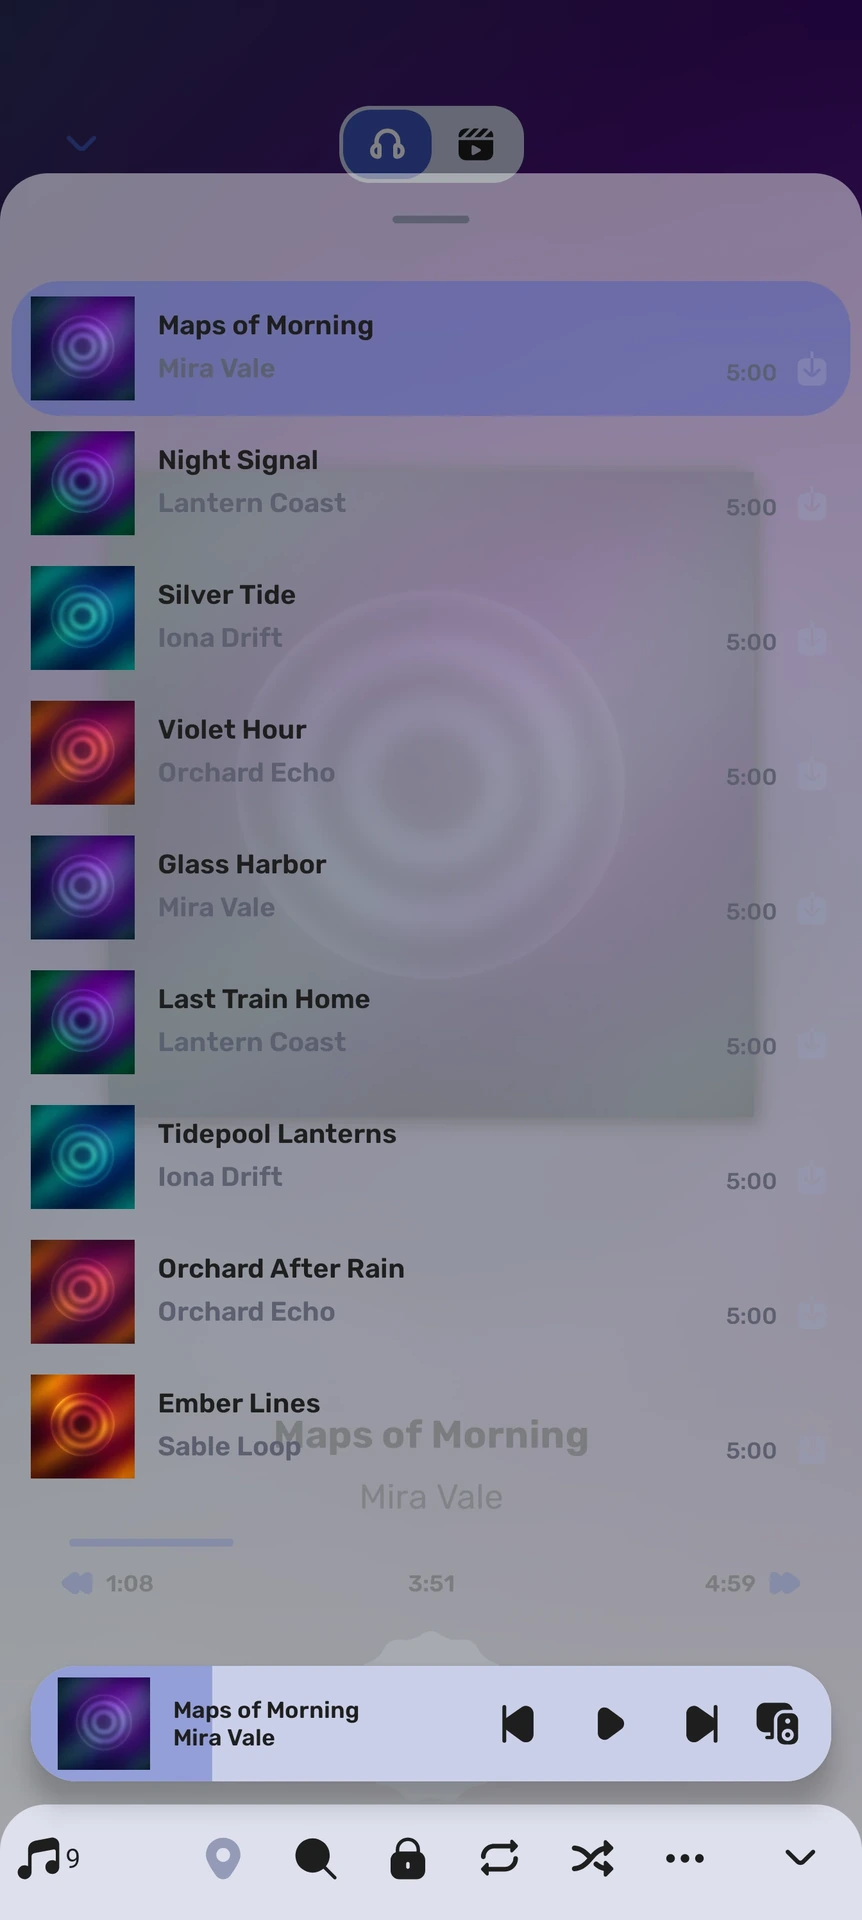 Maps of Morning
Mira Vale
5:00
Night Signal
Lantern Coast
5:00
Silver Tide
Iona Drift
5:00
Violet Hour
Orchard Echo
5:00
Glass Harbor
Mira Vale
5:00
Last Train Home
Lantern Coast
5:00
Tidepool Lanterns
Iona Drift
5:00
Orchard After Rain
Orchard Echo
5:00
Ember Lines
Sable Loop
5:00
Maps of Morning
Mira Vale
1:08 3:51 4:59
Maps of Morning
Mira Vale
9